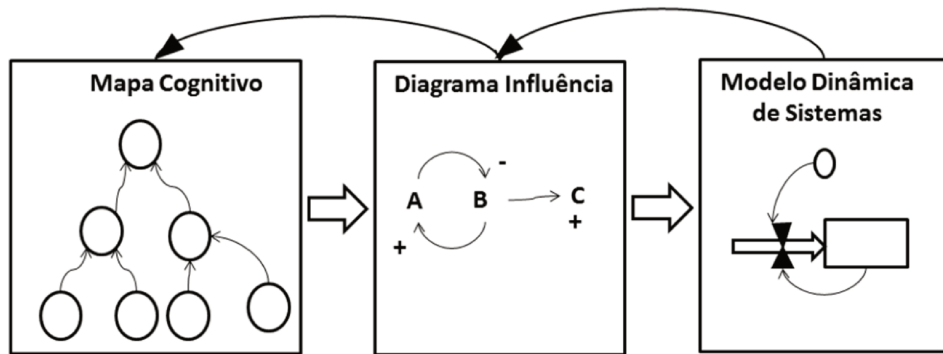 Mapa Cognitivo
Diagrama Influência
Modelo Dinâmica
de Sistemas
-
A
B
C
+
+